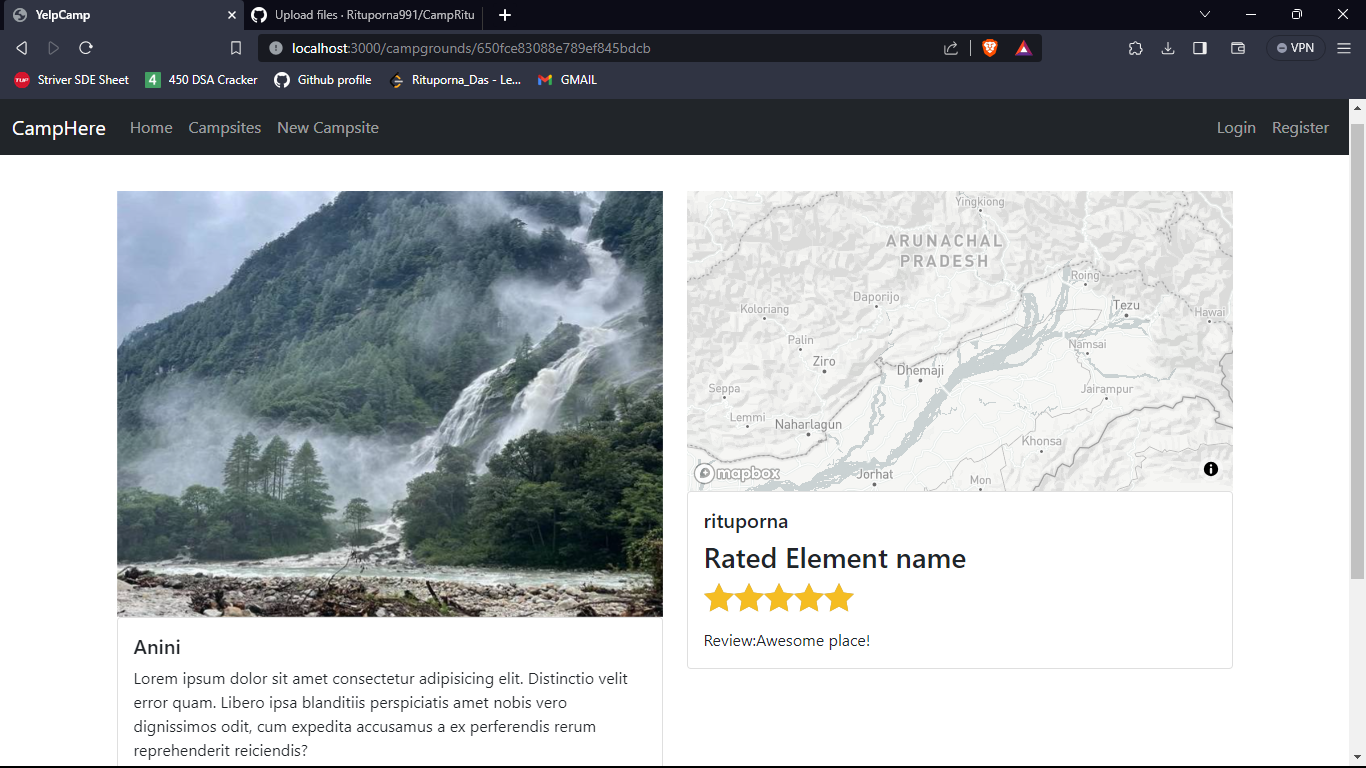 YelpCamp
Upload files · Rituporna991/CampRitu
localhost:3000/campgrounds/650fce83088e789ef845bdcb
VPN
TUF
Striver SDE Sheet
4
450 DSA Cracker
Github profile
Rituporna_Das - Le...
GMAIL
CampHere
Home
Campsites
New Campsite
Login
Register
Yingkiong
ARUNACHAL
PRADESH
Roing
Daporijo
Tezu
Koloriang
Hawai
Palin
Namsai
Ziro
Dhemaji
Seppa
Jairampur
Lemmi
Naharlagun
Khonsa
mapbox
Jorhat
Mon
rituporna
Rated Element name
Review:Awesome place!
Anini
Lorem ipsum dolor sit amet consectetur adipisicing elit. Distinctio velit
error quam. Libero ipsa blanditiis perspiciatis amet nobis vero
dignissimos odit, cum expedita accusamus a ex perferendis rerum
reprehenderit reiciendis?